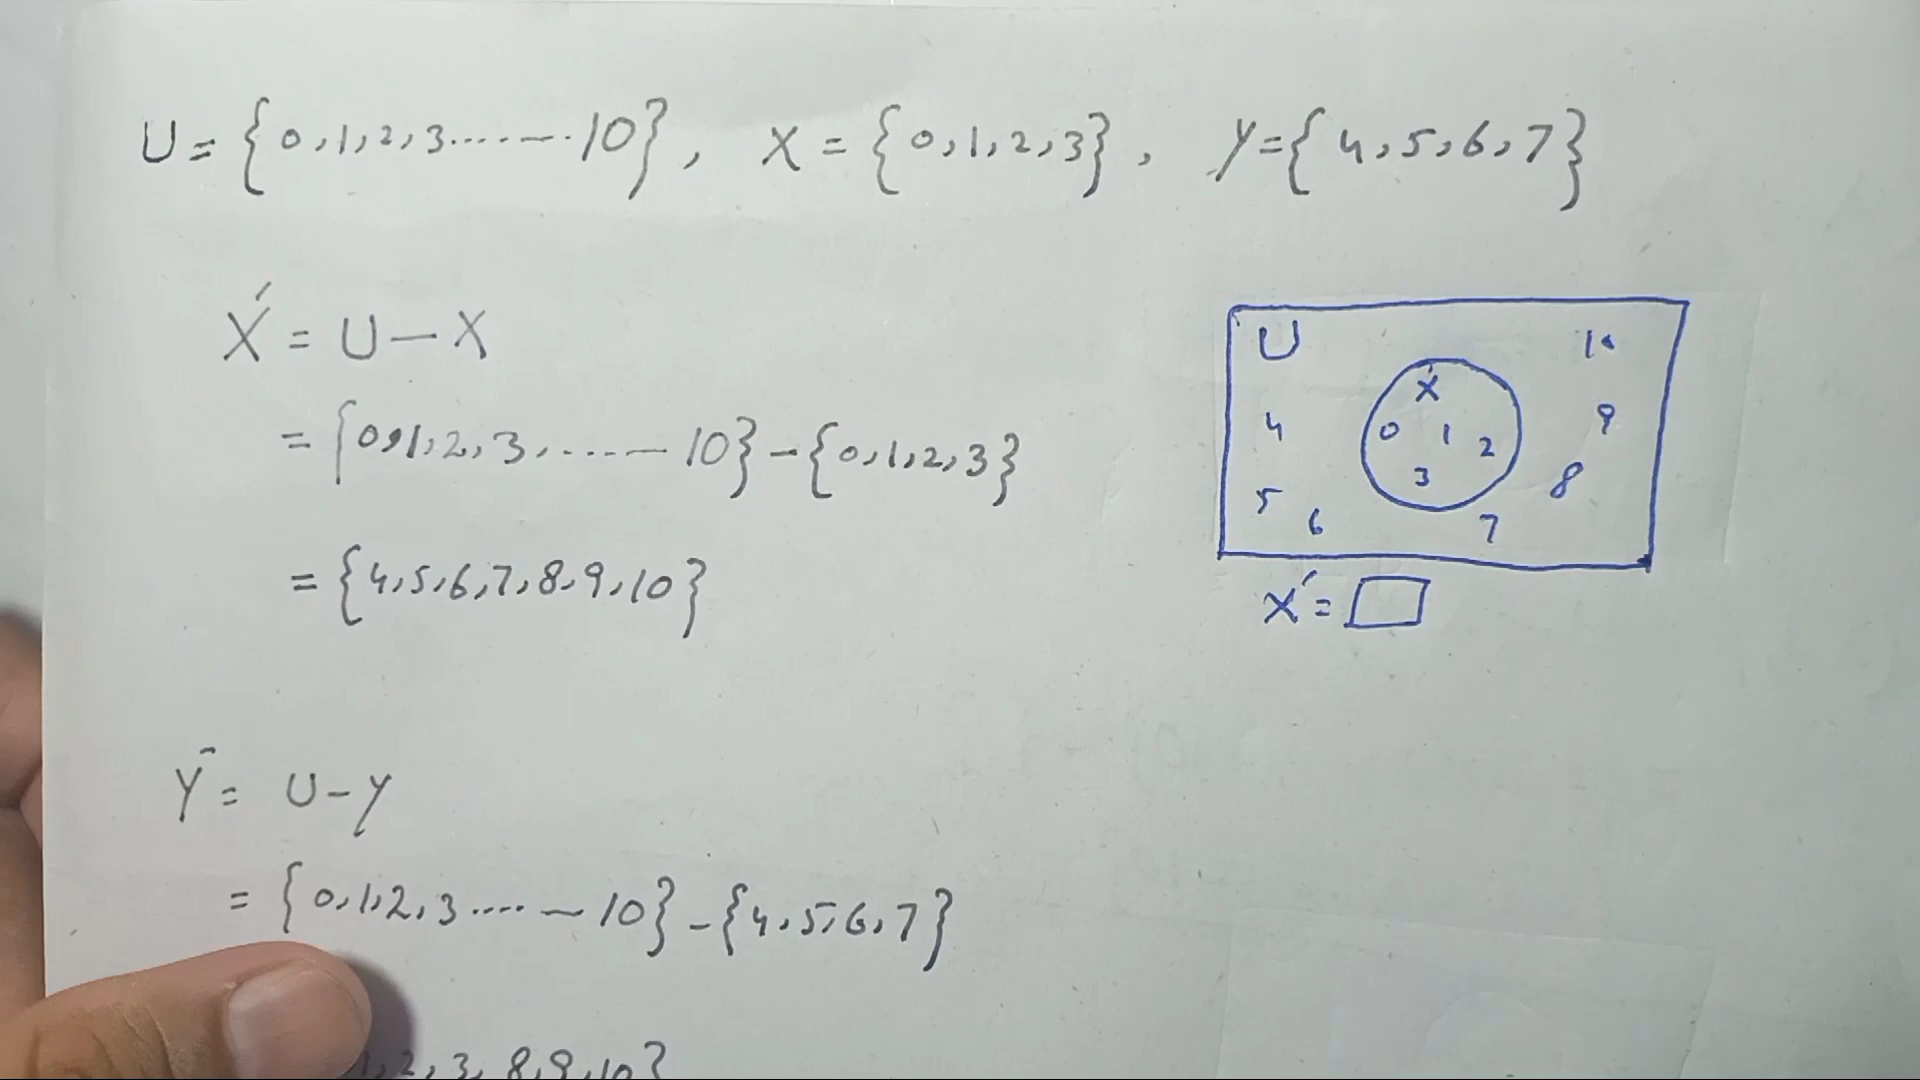 U = {0,1,2,3.......10}, X = {0,1,2,3}, Y = {4,5,6,7}
X' = U - X
= {0,1,2,3,.......10} - {0,1,2,3}
= {4,5,6,7,8,9,10}
U 10
X
4 0 1 2 9
3 8
5 6 7
X' = □
Y' = U - Y
= {0,1,2,3.......10} - {4,5,6,7}
1,2,3,8,9,10}